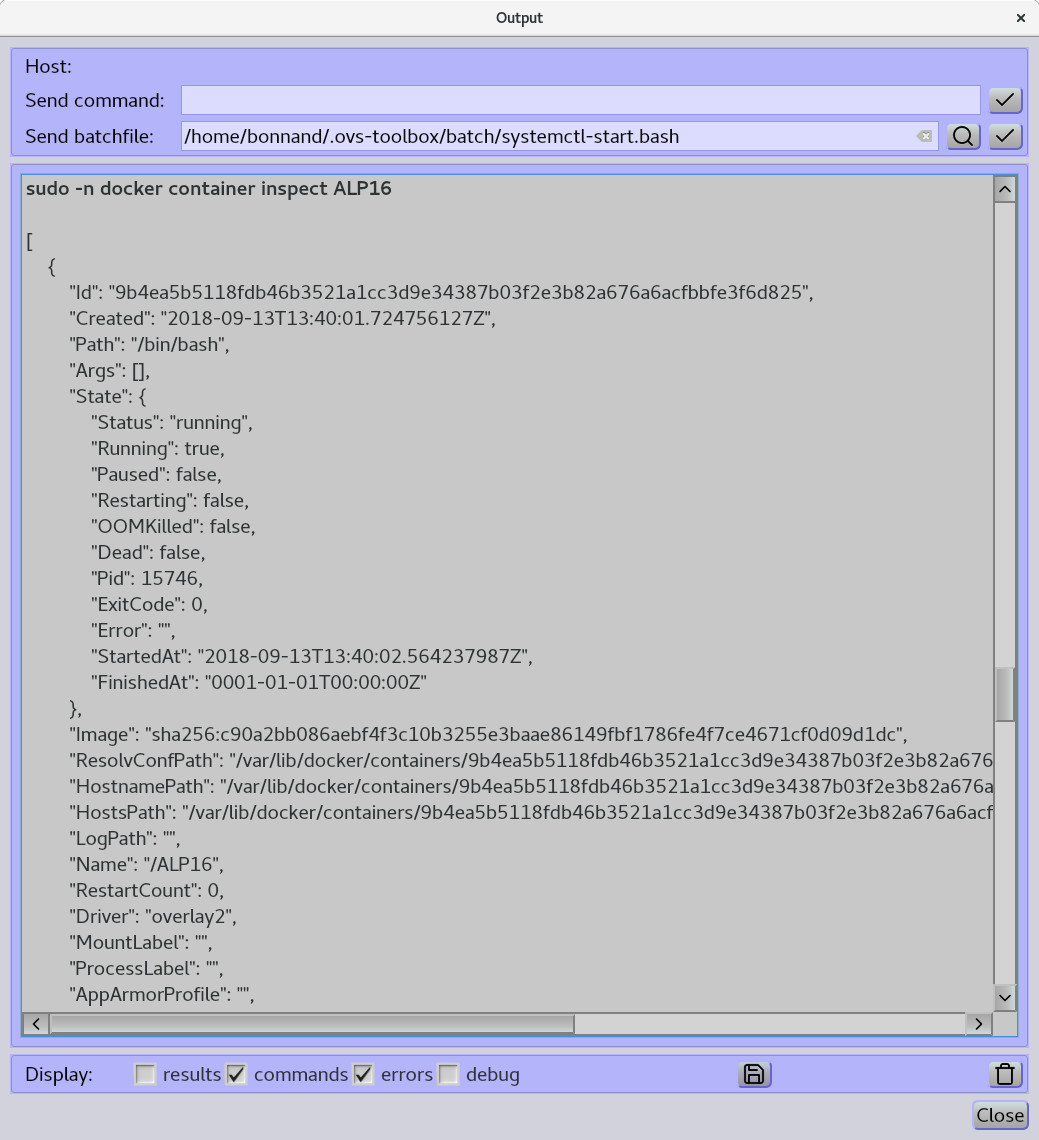 Output
Host:
Send command:
Send batchfile: /home/bonnand/.ovs-toolbox/batch/systemctl-start.bash
sudo -n docker container inspect ALP16
[
{
"Id": "9b4ea5b5118fdb46b3521a1cc3d9e34387b03f2e3b82a676a6acfbbfe3f6d825",
"Created": "2018-09-13T13:40:01.724756127Z",
"Path": "/bin/bash",
"Args": [],
"State": {
"Status": "running",
"Running": true,
"Paused": false,
"Restarting": false,
"OOMKilled": false,
"Dead": false,
"Pid": 15746,
"ExitCode": 0,
"Error": "",
"StartedAt": "2018-09-13T13:40:02.564237987Z",
"FinishedAt": "0001-01-01T00:00:00Z"
},
"Image": "sha256:c90a2bb086aebf4f3c10b3255e3baae86149fbf1786fe4f7ce4671cf0d09d1dc",
"ResolvConfPath": "/var/lib/docker/containers/9b4ea5b5118fdb46b3521a1cc3d9e34387b03f2e3b82a676
"HostnamePath": "/var/lib/docker/containers/9b4ea5b5118fdb46b3521a1cc3d9e34387b03f2e3b82a676a
"HostsPath": "/var/lib/docker/containers/9b4ea5b5118fdb46b3521a1cc3d9e34387b03f2e3b82a676a6acf
"LogPath": "",
"Name": "/ALP16",
"RestartCount": 0,
"Driver": "overlay2",
"MountLabel": "",
"ProcessLabel": "",
"AppArmorProfile": "",
Display: results commands errors debug
Close